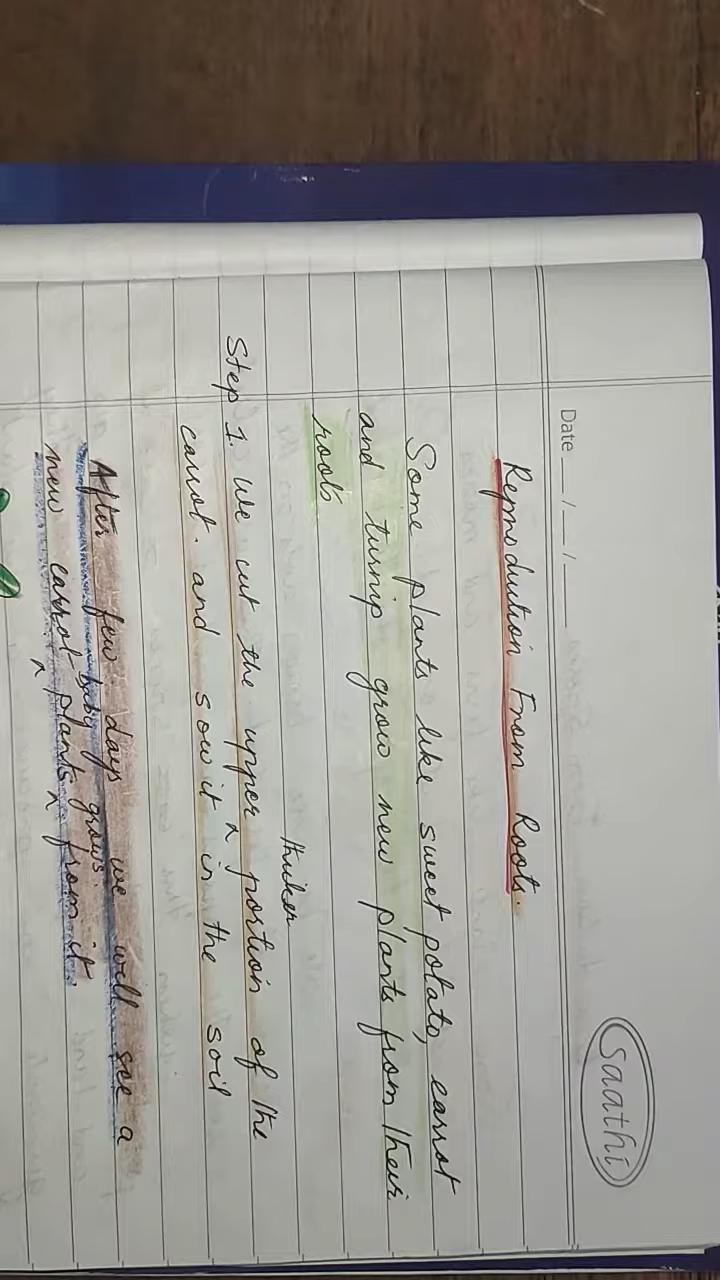 Saathi
Date __/__/__
Reproduction From Roots.
Some plants like sweet potato, carrot
and turnip grow new plants from their
roots
thicker
Step 1. We cut the upper ^ portion of the
carrot. and sow it in the soil
After few days we will see a
baby grows.
new carrot ^ plants ^ from it